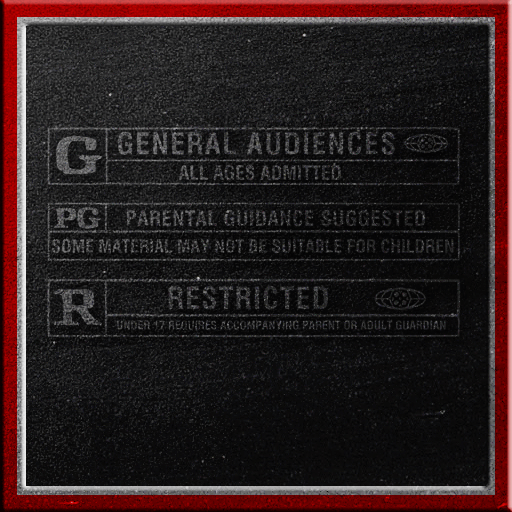 G GENERAL AUDIENCES
ALL AGES ADMITTED
PG PARENTAL GUIDANCE SUGGESTED
SOME MATERIAL MAY NOT BE SUITABLE FOR CHILDREN
R RESTRICTED
UNDER 17 REQUIRES ACCOMPANYING PARENT OR ADULT GUARDIAN